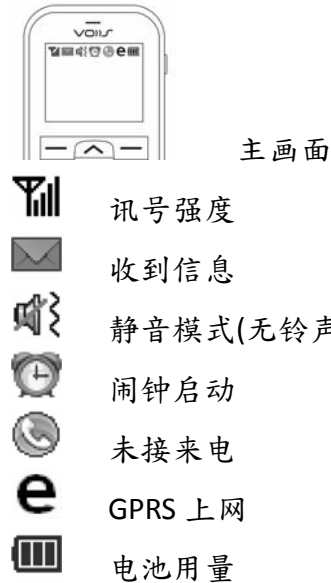 VOIIS
主画面
讯号强度
收到信息
静音模式(无铃声
闹钟启动
未接来电
e GPRS 上网
电池用量